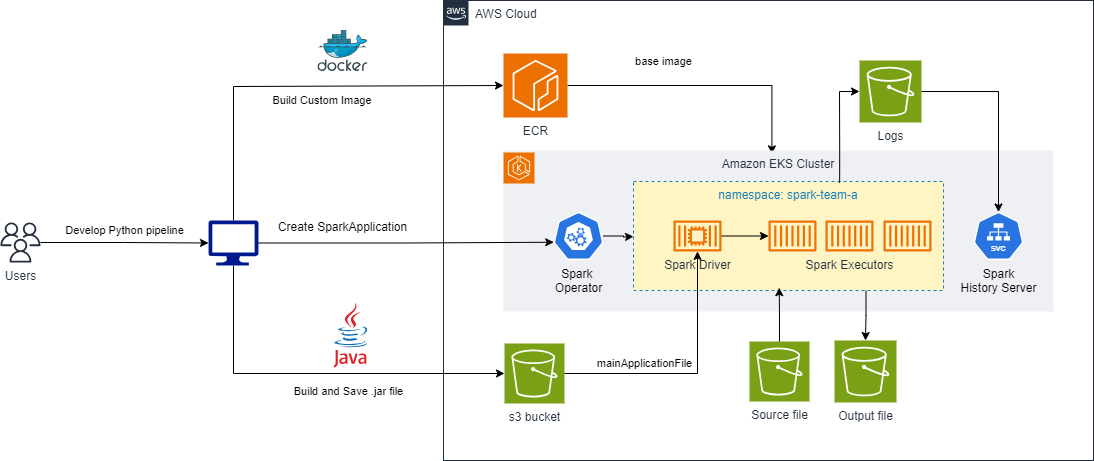 aws
AWS Cloud
docker
Build Custom Image
ECR
base image
Logs
Amazon EKS Cluster
K
namespace: spark-team-a
Develop Python pipeline
Users
Create SparkApplication
Spark
Operator
Spark Driver
Spark Executors
svc
Spark
History Server
Java
Build and Save .jar file
s3 bucket
mainApplicationFile
Source file
Output file